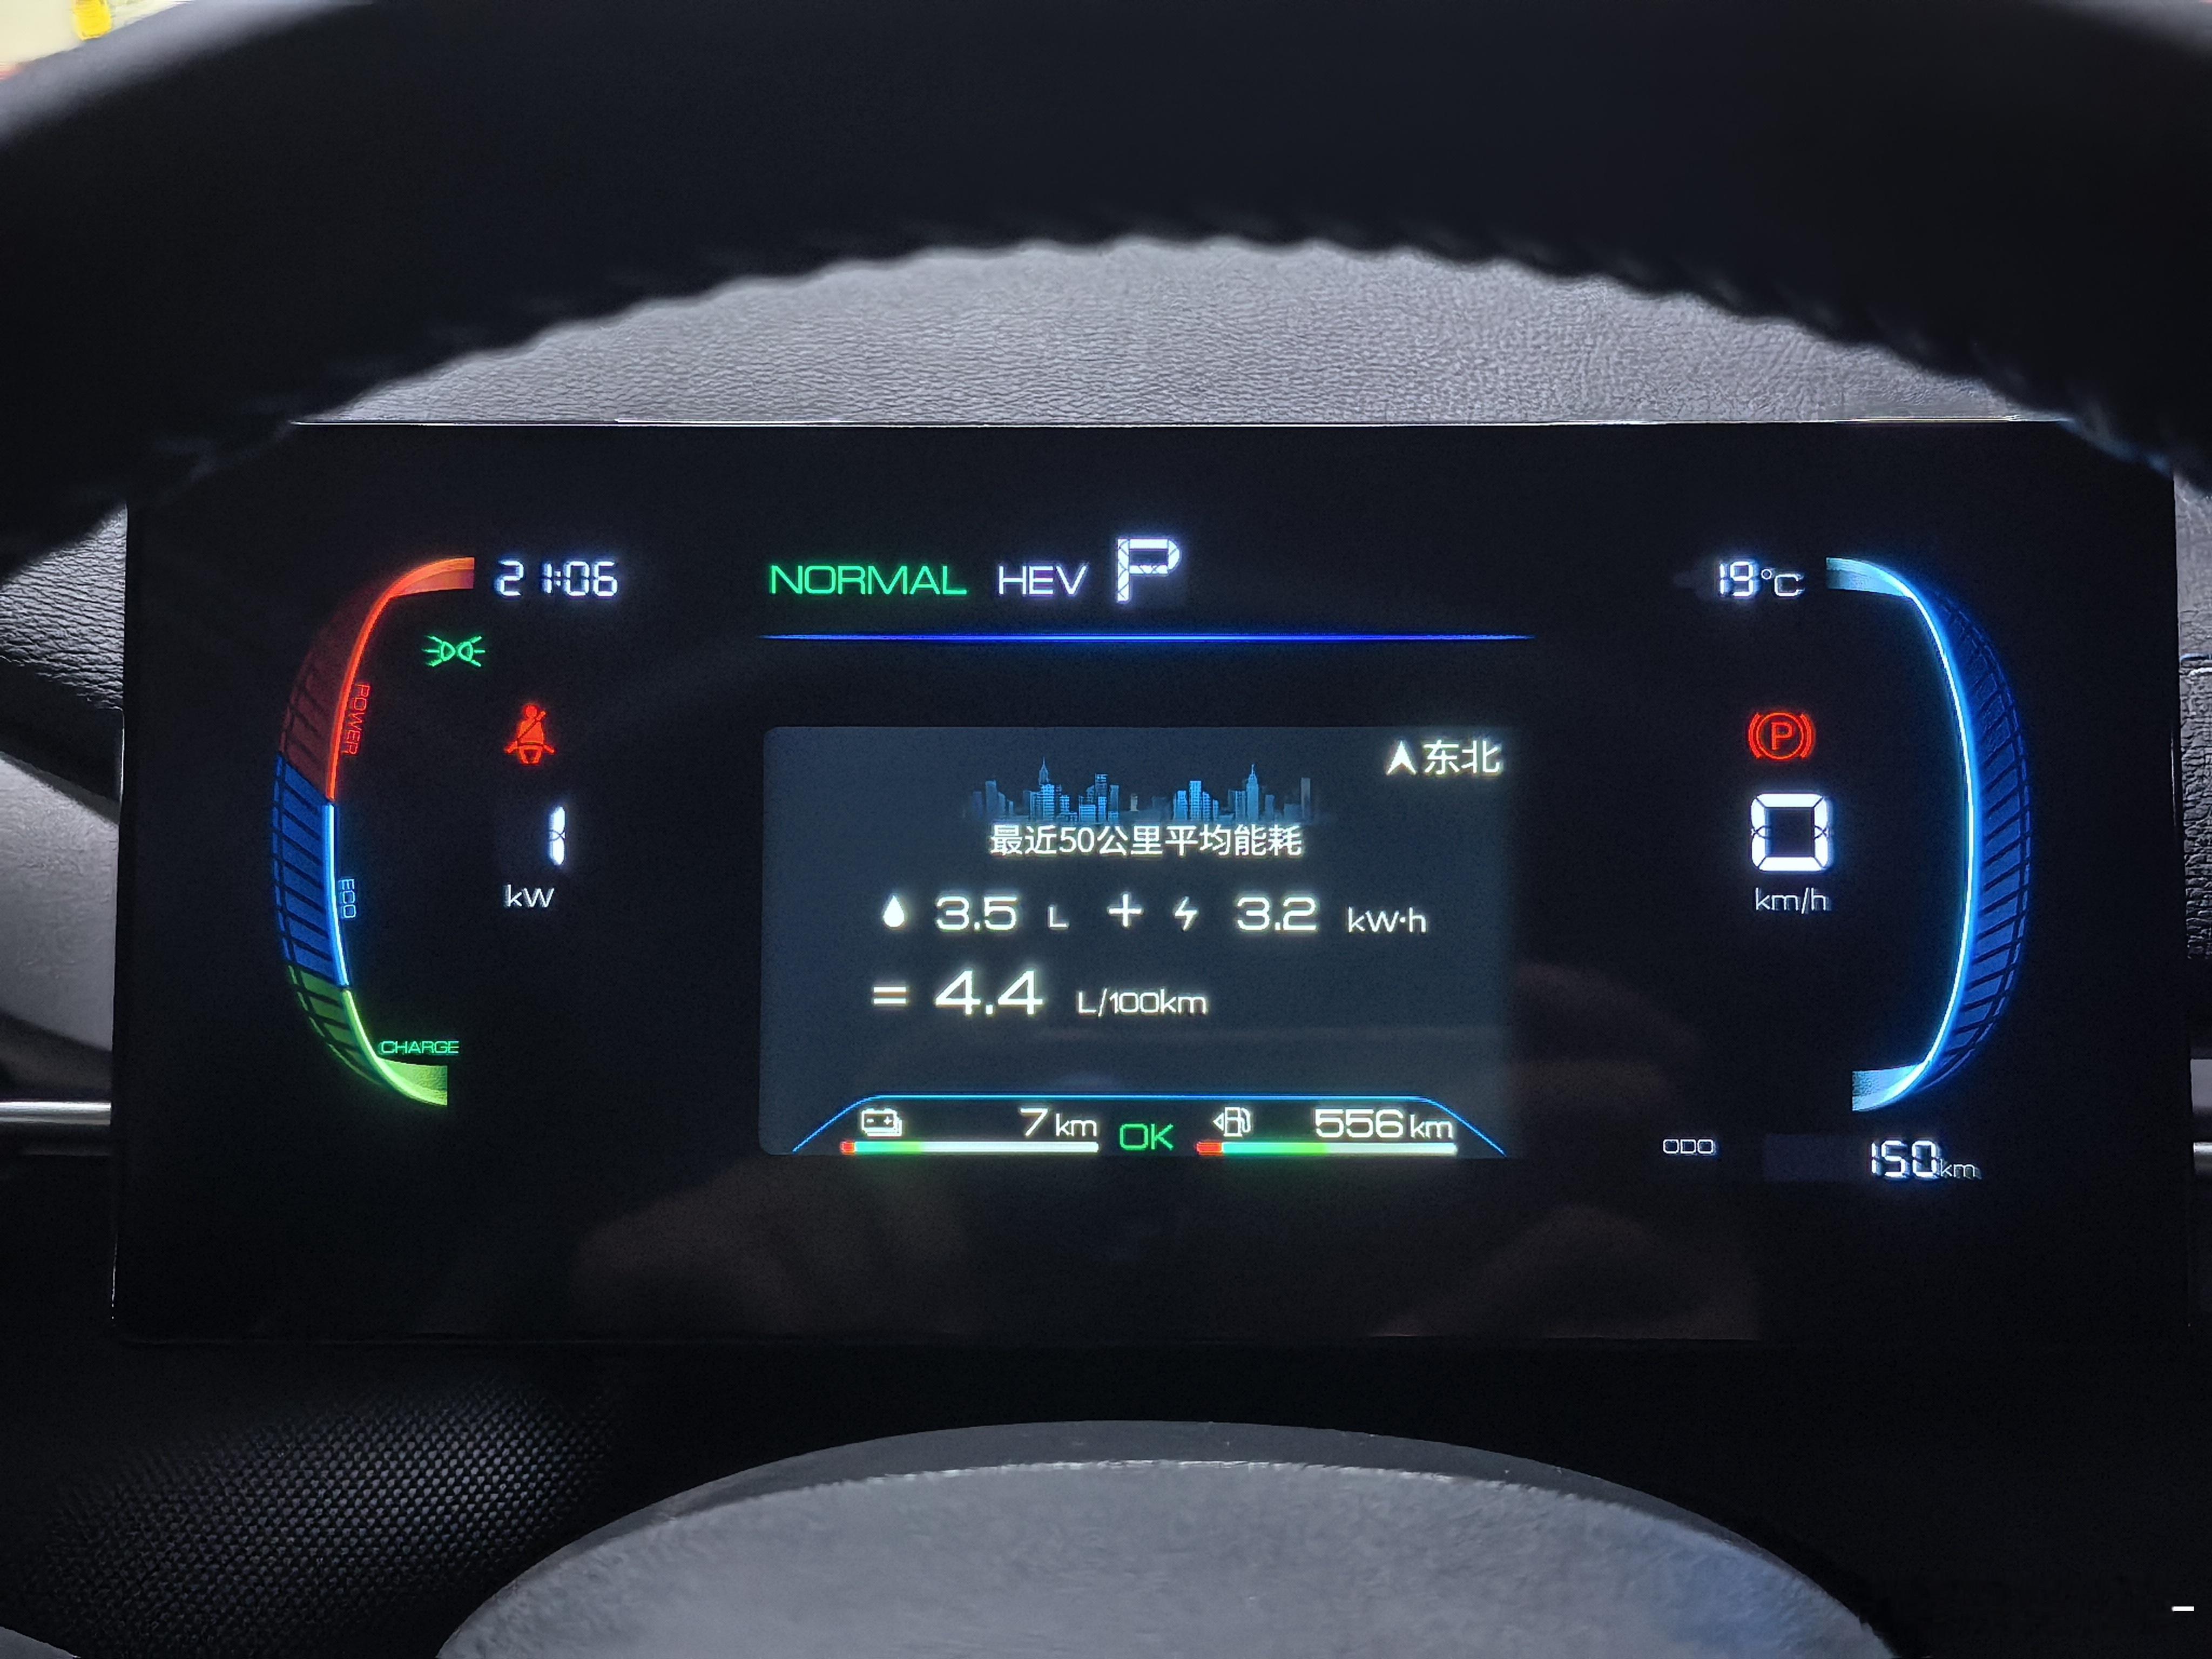 21:06
NORMAL HEV P
19°C
POWER
东北
1
kW
最近50公里平均能耗
P
0
km/h
ECO
3.5 L + 3.2 kW·h
= 4.4 L/100km
CHARGE
7 km OK 556 km
ODO 150 km